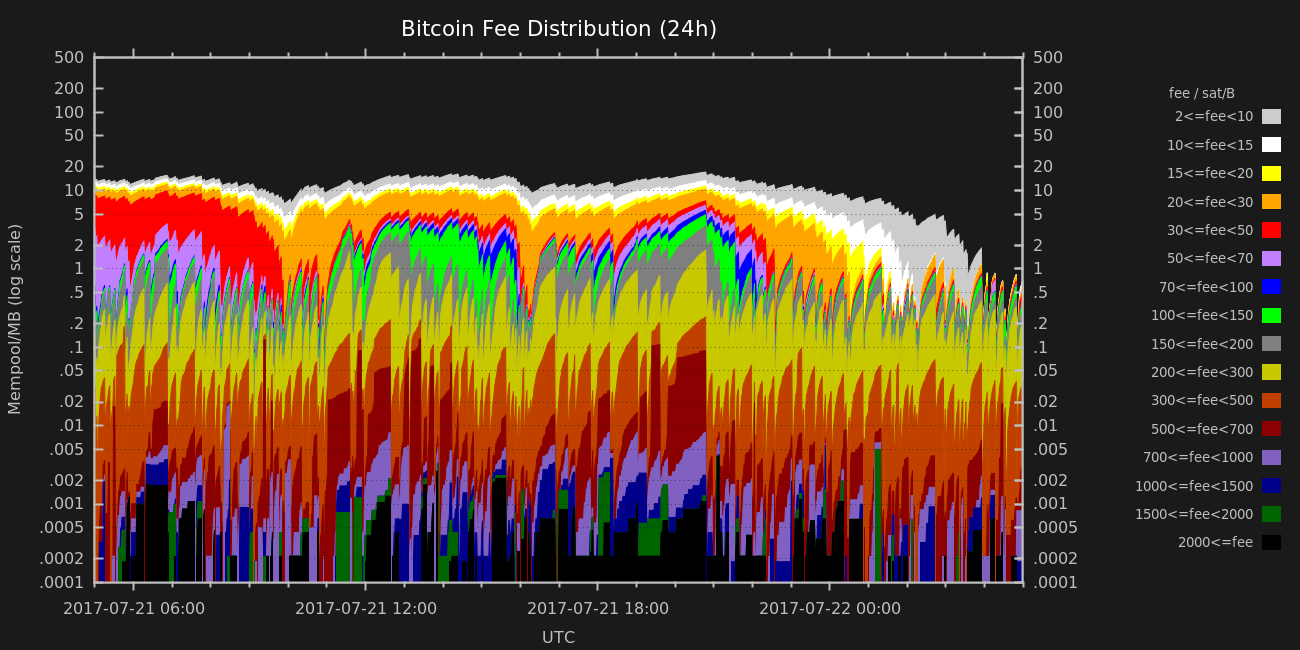 Bitcoin Fee Distribution (24h)
500 500
200 200
100 100
50 50
20 20
10 10
5 5
2 2
1 1
.5 .5
.2 .2
.1 .1
.05 .05
.02 .02
.01 .01
.005 .005
.002 .002
.001 .001
.0005 .0005
.0002 .0002
.0001 .0001
Mempool/MB (log scale)
2017-07-21 06:00 2017-07-21 12:00 2017-07-21 18:00 2017-07-22 00:00
UTC
fee / sat/B
2<=fee<10
10<=fee<15
15<=fee<20
20<=fee<30
30<=fee<50
50<=fee<70
70<=fee<100
100<=fee<150
150<=fee<200
200<=fee<300
300<=fee<500
500<=fee<700
700<=fee<1000
1000<=fee<1500
1500<=fee<2000
2000<=fee